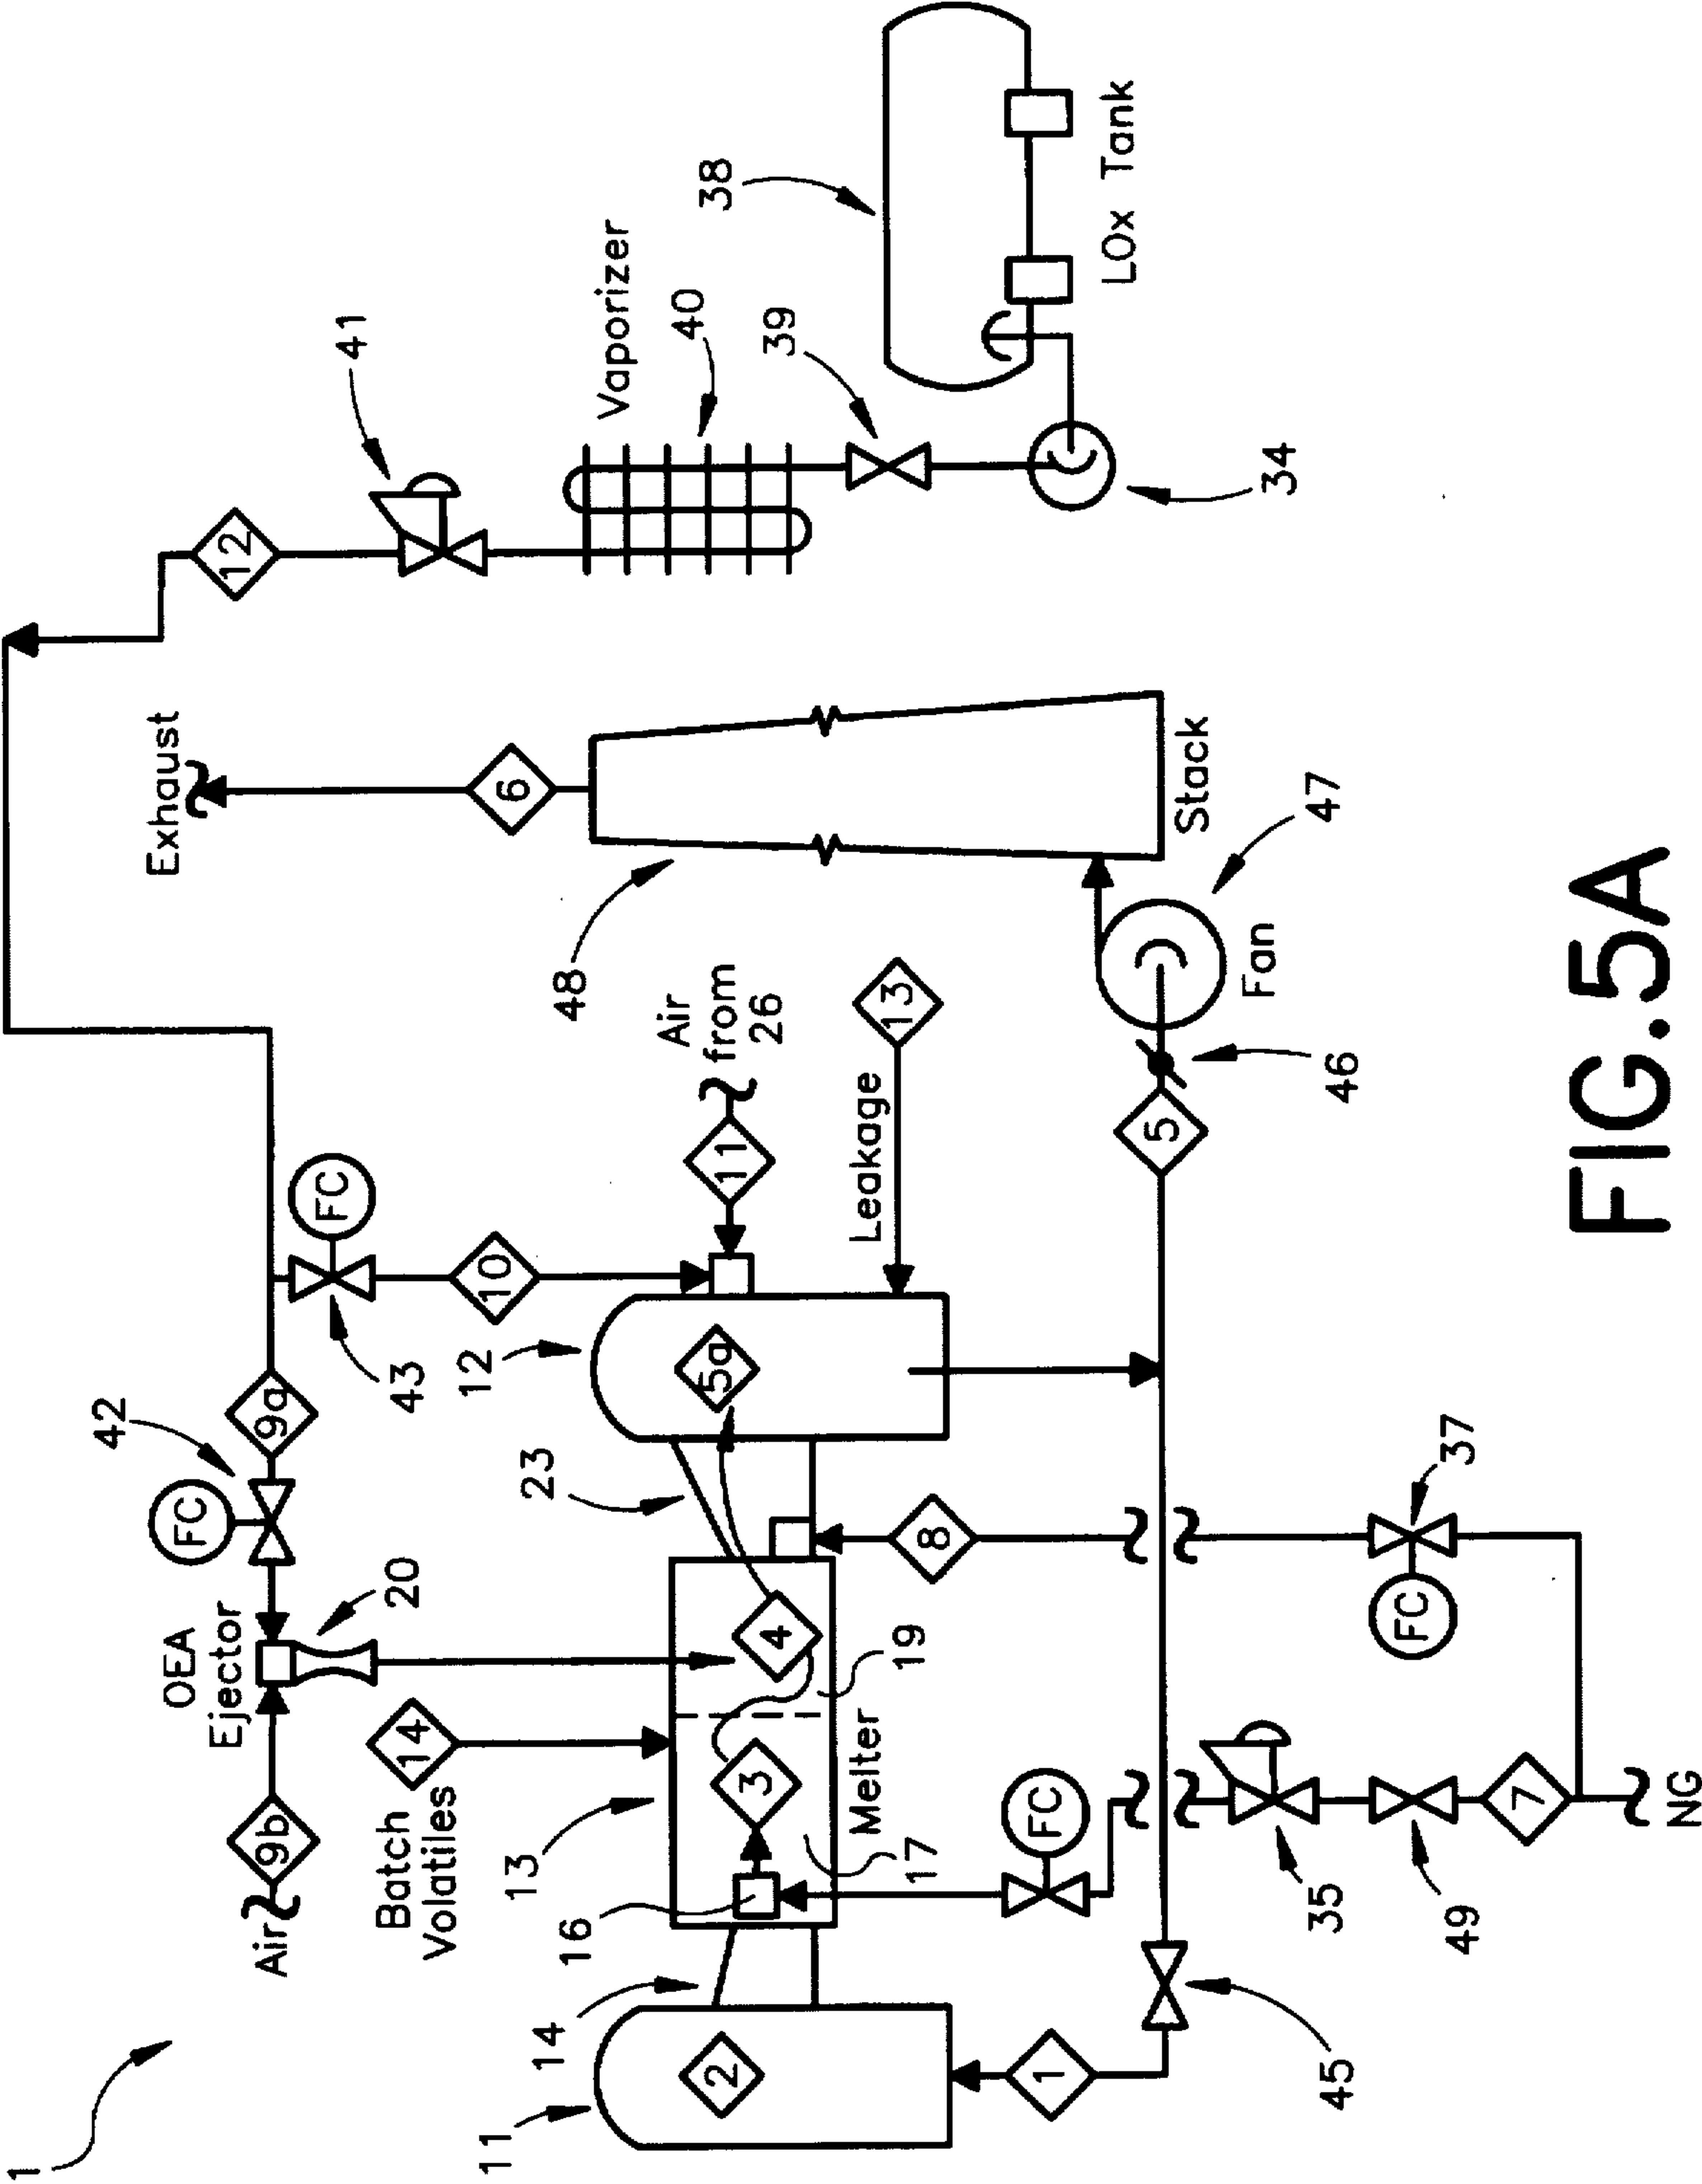 1
Air
9b
OEA
Ejector
20
FC
42
9a
43
FC
10
12
Exhaust
6
48
Stack
47
Fan
46
5
12
41
Vaporizer
40
39
34
38
LOx Tank
Batch
Volatiles
14
13
16
17
Melter
19
3
4
14
11
2
1
45
23
12
5a
11
Air
from
26
Leakage
13
8
FC
37
FC
35
49
7
NG
FIG. 5A